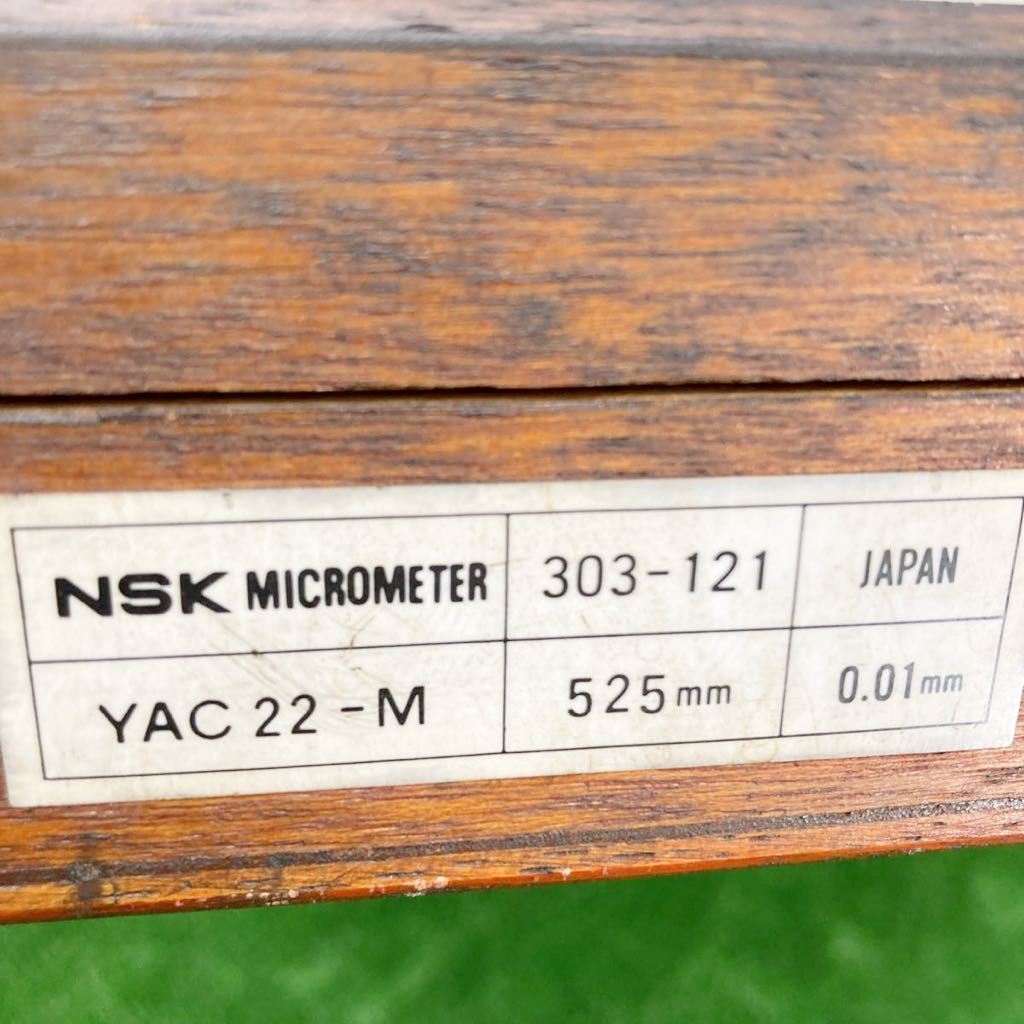 NSK MICROMETER 303-121 JAPAN
YAC 22-M 525mm 0.01mm